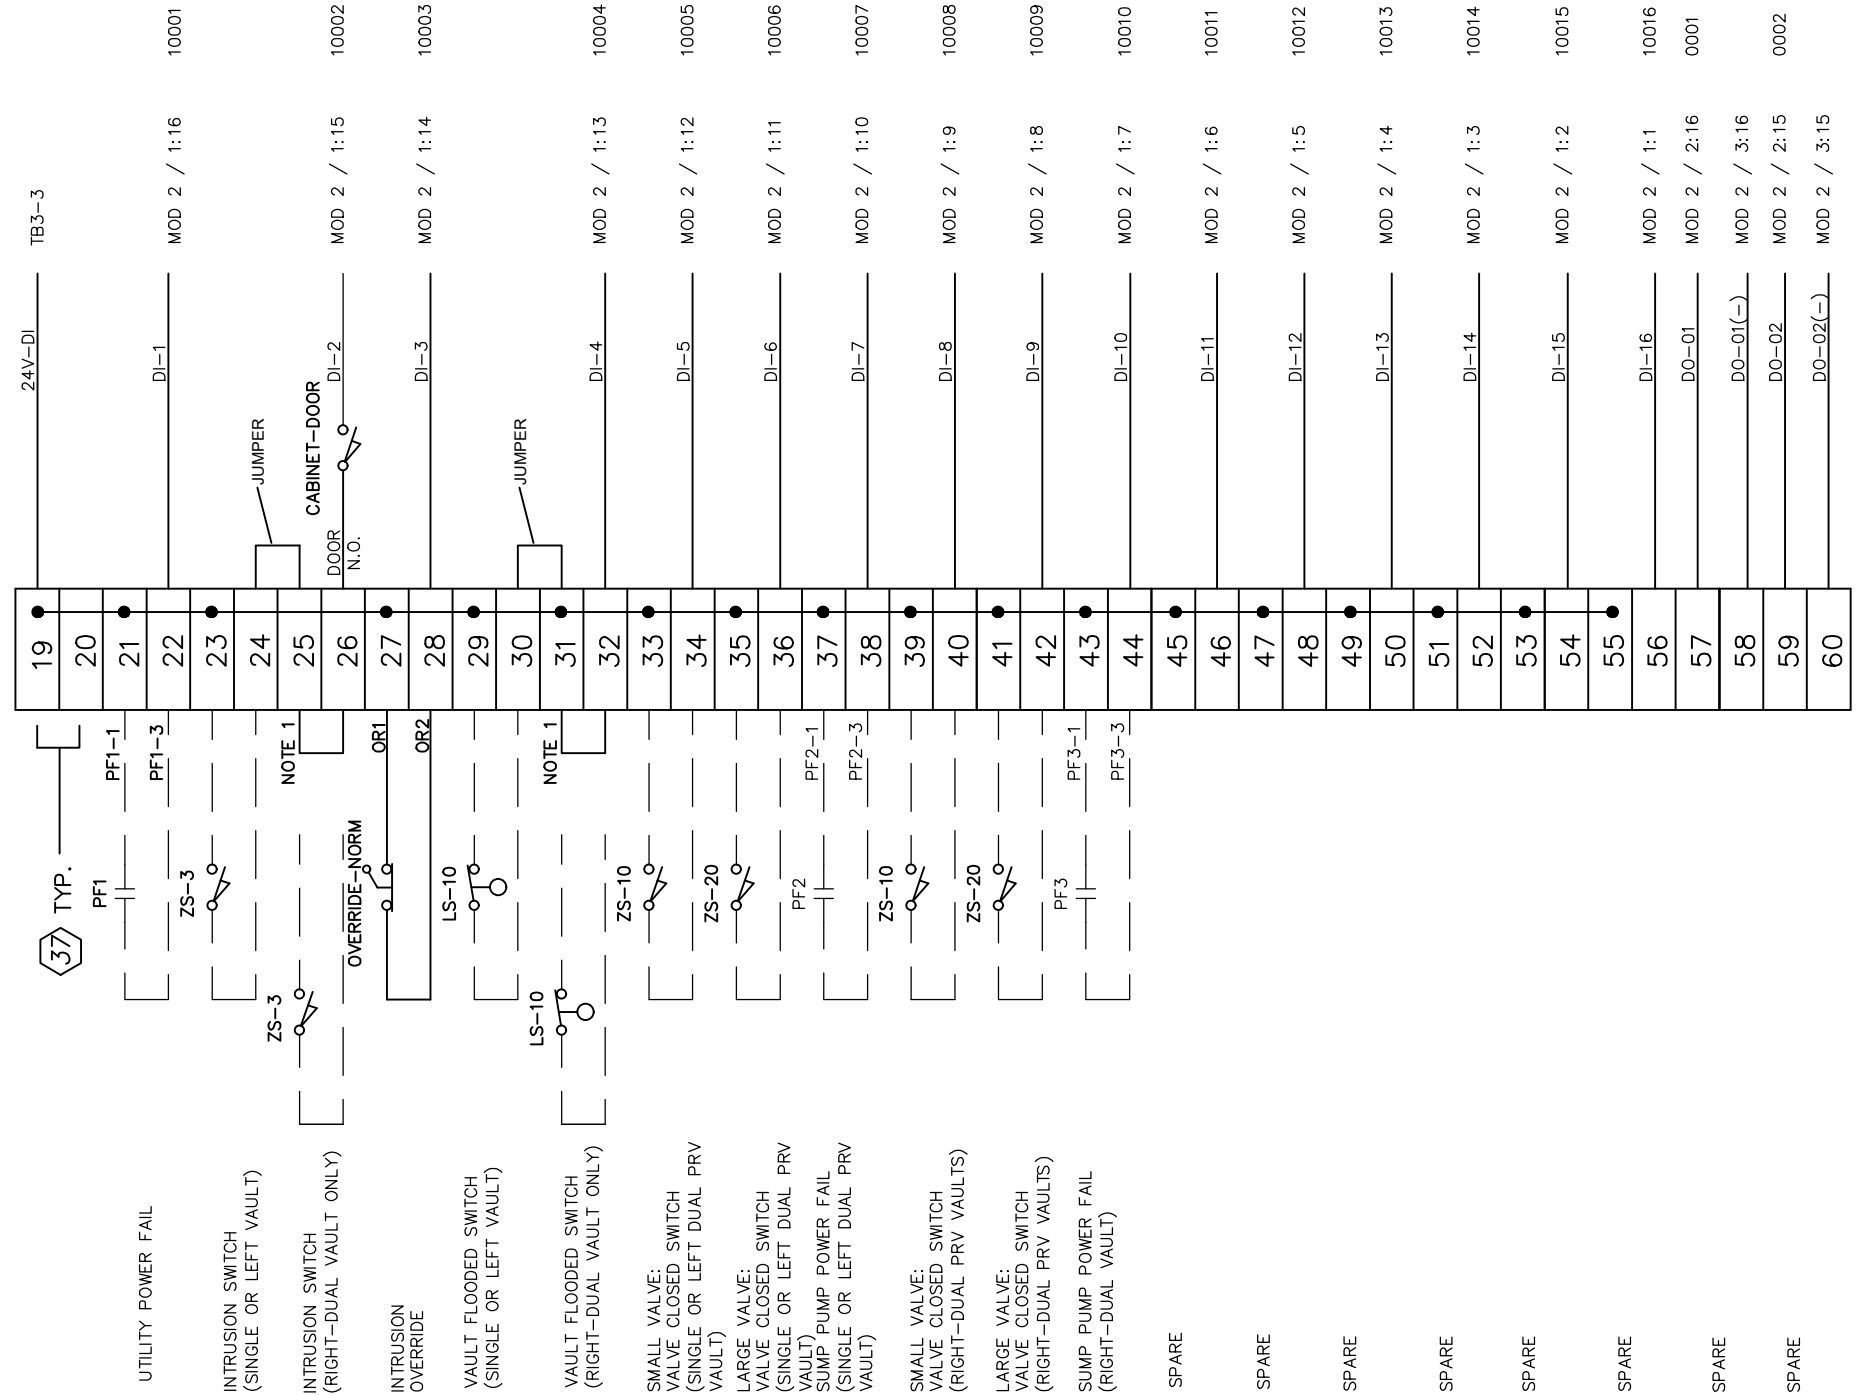 TB3-3
MOD 2 / 1:16 10001
MOD 2 / 1:15 10002
MOD 2 / 1:14 10003
MOD 2 / 1:13 10004
MOD 2 / 1:12 10005
MOD 2 / 1:11 10006
MOD 2 / 1:10 10007
MOD 2 / 1:9 10008
MOD 2 / 1:8 10009
MOD 2 / 1:7 10010
MOD 2 / 1:6 10011
MOD 2 / 1:5 10012
MOD 2 / 1:4 10013
MOD 2 / 1:3 10014
MOD 2 / 1:2 10015
MOD 2 / 1:1 10016
MOD 2 / 2:16 0001
MOD 2 / 3:16
MOD 2 / 2:15 0002
MOD 2 / 3:15
24V-DI
DI-1
DI-2
DI-3
DI-4
DI-5
DI-6
DI-7
DI-8
DI-9
DI-10
DI-11
DI-12
DI-13
DI-14
DI-15
DI-16
DO-01
DO-01(-)
DO-02
DO-02(-)
JUMPER
CABINET-DOOR
DOOR
N.O.
JUMPER
19
20
21
22
23
24
25
26
27
28
29
30
31
32
33
34
35
36
37
38
39
40
41
42
43
44
45
46
47
48
49
50
51
52
53
54
55
56
57
58
59
60
PF1-1
PF1-3
NOTE 1
OR1
OR2
NOTE 1
PF2-1
PF2-3
PF3-1
PF3-3
37 TYP.
PF1
ZS-3
ZS-3
OVERRIDE-NORM
LS-10
LS-10
ZS-10
ZS-20
PF2
ZS-10
ZS-20
PF3
UTILITY POWER FAIL
INTRUSION SWITCH
(SINGLE OR LEFT VAULT)
INTRUSION SWITCH
(RIGHT-DUAL VAULT ONLY)
INTRUSION
OVERRIDE
VAULT FLOODED SWITCH
(SINGLE OR LEFT VAULT)
VAULT FLOODED SWITCH
(RIGHT-DUAL VAULT ONLY)
SMALL VALVE:
VALVE CLOSED SWITCH
(SINGLE OR LEFT DUAL PRV
VAULT)
LARGE VALVE:
VALVE CLOSED SWITCH
(SINGLE OR LEFT DUAL PRV
VAULT)
SUMP PUMP POWER FAIL
(SINGLE OR LEFT DUAL PRV
VAULT)
SMALL VALVE:
VALVE CLOSED SWITCH
(RIGHT-DUAL PRV VAULTS)
LARGE VALVE:
VALVE CLOSED SWITCH
(RIGHT-DUAL PRV VAULTS)
SUMP PUMP POWER FAIL
(RIGHT-DUAL VAULT)
SPARE
SPARE
SPARE
SPARE
SPARE
SPARE
SPARE
SPARE